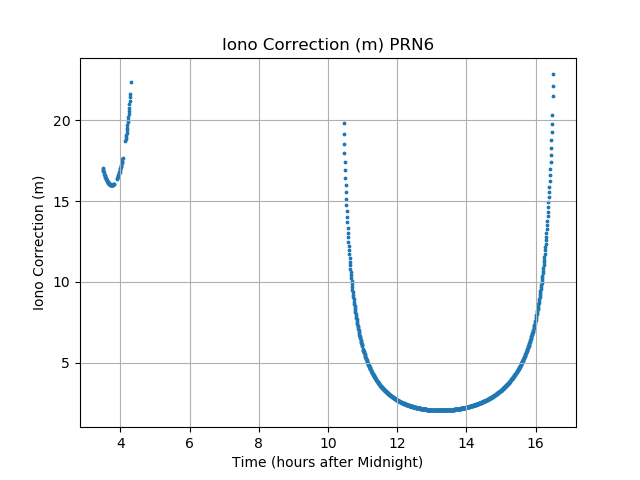 Iono Correction (m) PRN6
Iono Correction (m)
20
15
10
5
4 6 8 10 12 14 16
Time (hours after Midnight)